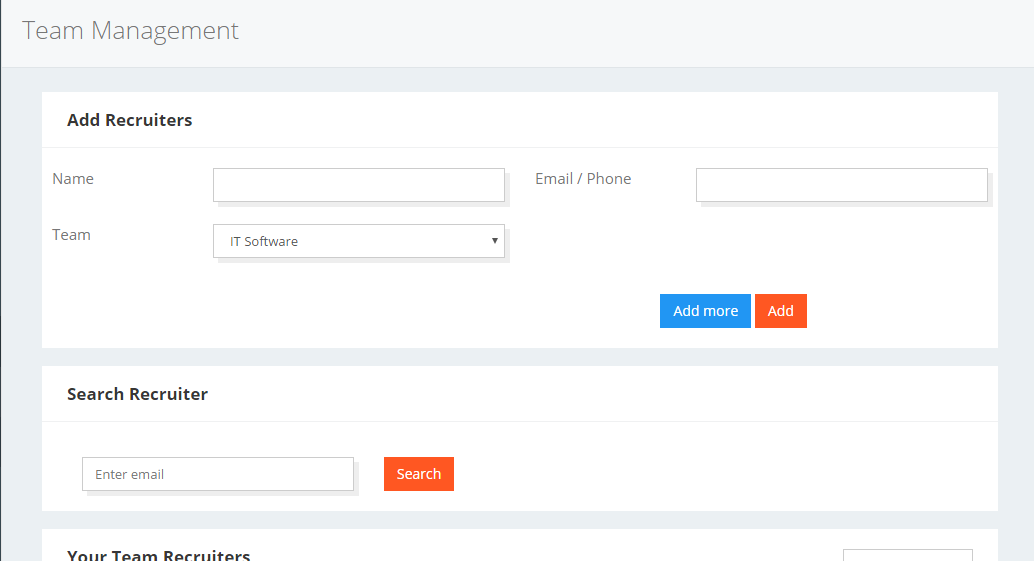 Team Management
Add Recruiters
Name
Email / Phone
Team
IT Software
Add more
Add
Search Recruiter
Enter email
Search
Your Team Recruiters